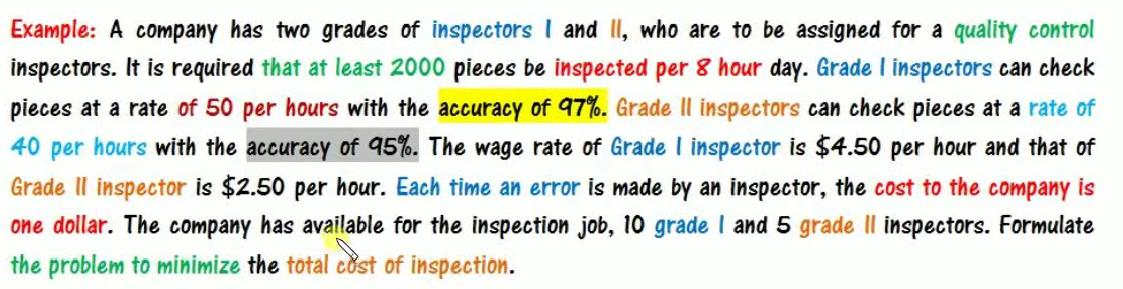 Example: A company has two grades of inspectors I and II, who are to be assigned for a quality control
inspectors. It is required that at least 2000 pieces be inspected per 8 hour day. Grade I inspectors can check
pieces at a rate of 50 per hours with the accuracy of 97%. Grade II inspectors can check pieces at a rate of
40 per hours with the accuracy of 95%. The wage rate of Grade I inspector is $4.50 per hour and that of
Grade II inspector is $2.50 per hour. Each time an error is made by an inspector, the cost to the company is
one dollar. The company has available for the inspection job, 10 grade I and 5 grade II inspectors. Formulate
the problem to minimize the total cost of inspection.